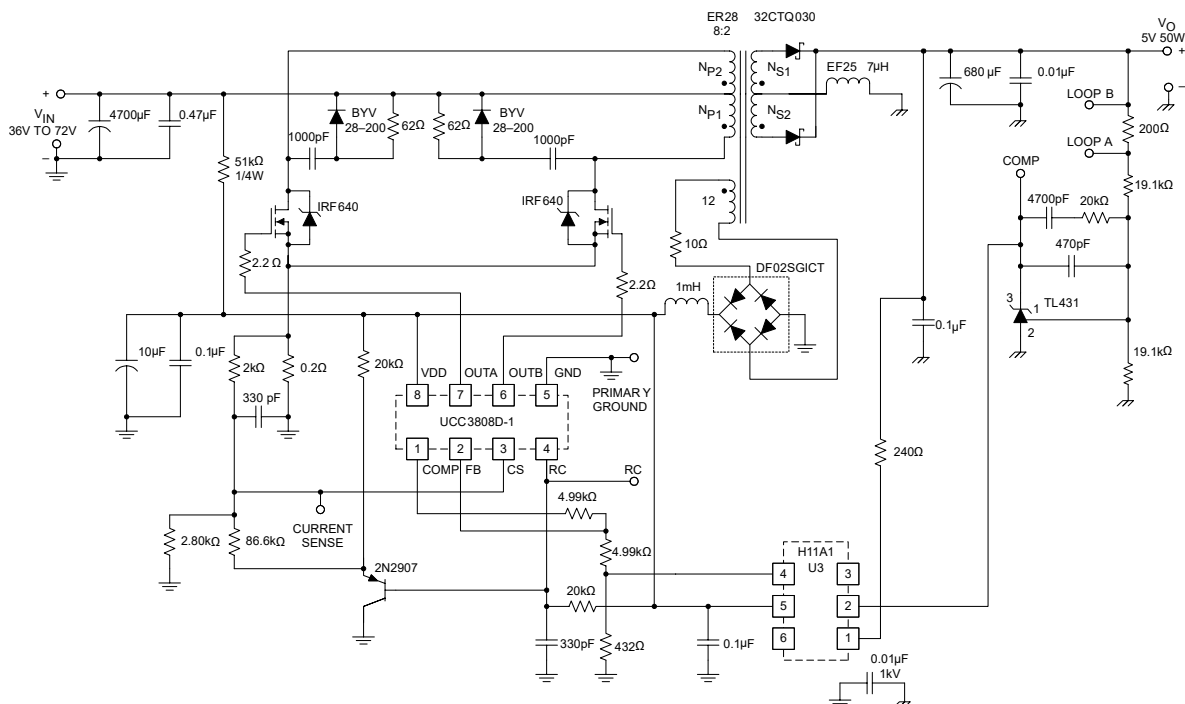 ER28
8:2
32CTQ030
VO
5V 50W
+
NP2
NS1
EF25 7µH
680 µF
0.01µF
–
+
VIN
36V TO 72V
–
4700µF
0.47µF
BYV
28–200
62Ω
62Ω
BYV
28–200
NP1
NS2
LOOP B
200Ω
1000pF
1000pF
LOOP A
51kΩ
1/4W
COMP
19.1kΩ
IRF640
IRF640
12
4700pF
20kΩ
10Ω
470pF
2.2 Ω
2.2Ω
DF02SGICT
1mH
3
1
TL431
2
10µF
0.1µF
2kΩ
0.2Ω
20kΩ
0.1µF
19.1kΩ
VDD
OUTA
OUTB
GND
PRIMARY
GROUND
330 pF
8
7
6
5
UCC3808D-1
1
2
3
4
COMP
FB
CS
RC
RC
240Ω
4.99kΩ
CURRENT
SENSE
2.80kΩ
86.6kΩ
4.99kΩ
H11A1
U3
2N2907
4
3
20kΩ
5
2
330pF
432Ω
0.1µF
6
1
0.01µF
1kV